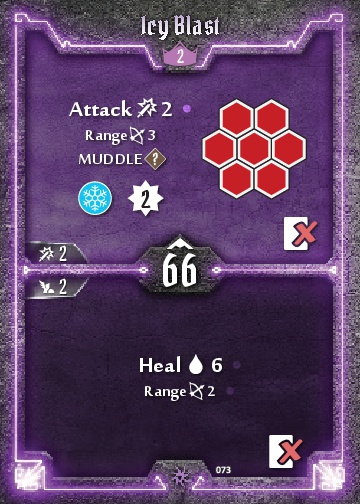 Icy Blast
2
Attack 2
Range 3
MUDDLE ?
2
2
66
2
Heal 6
Range 2
073